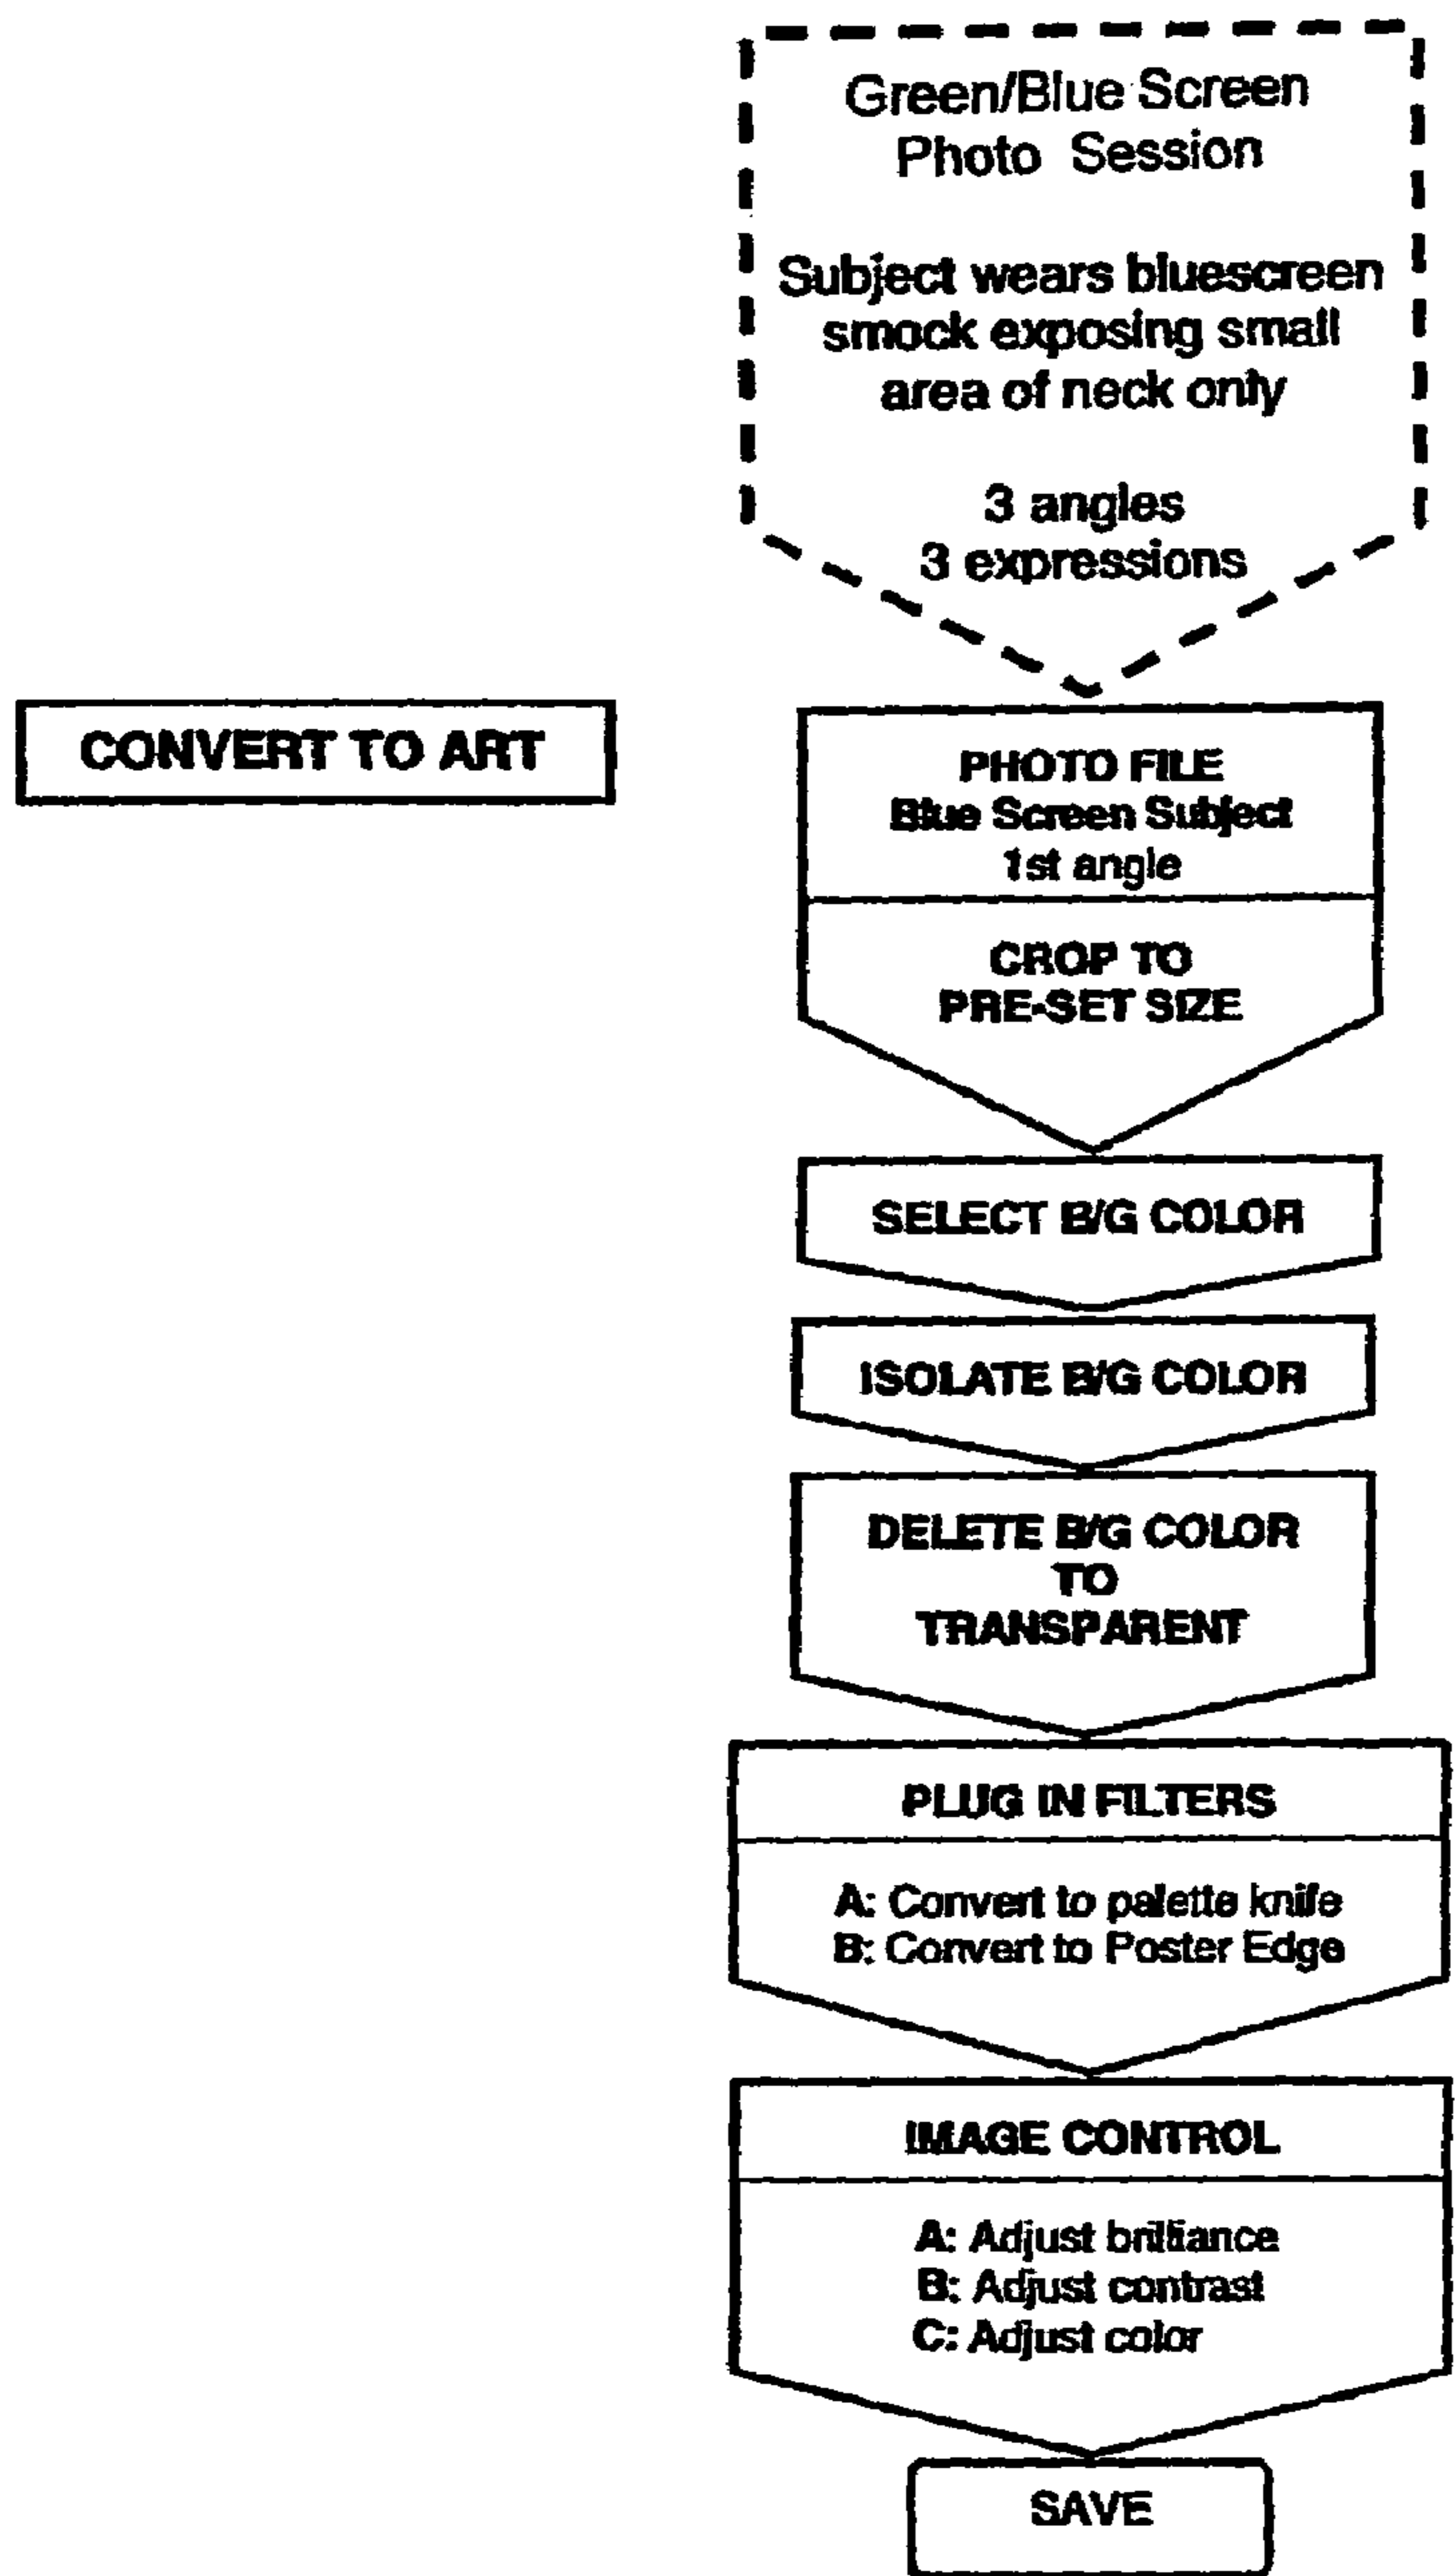 Green/Blue Screen
Photo Session
Subject wears bluescreen
smock exposing small
area of neck only
3 angles
3 expressions
CONVERT TO ART
PHOTO FILE
Blue Screen Subject
1st angle
CROP TO
PRE-SET SIZE
SELECT B/G COLOR
ISOLATE B/G COLOR
DELETE B/G COLOR
TO
TRANSPARENT
PLUG IN FILTERS
A: Convert to palette knife
B: Convert to Poster Edge
IMAGE CONTROL
A: Adjust brilliance
B: Adjust contrast
C: Adjust color
SAVE